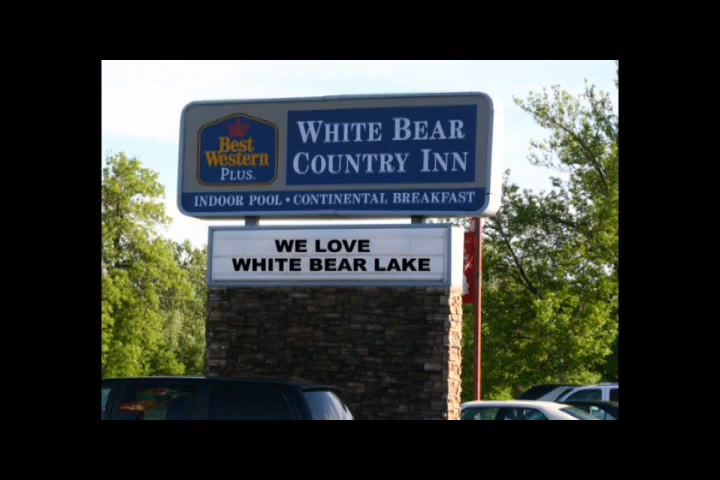 Best
Western
PLUS®
WHITE BEAR
COUNTRY INN
INDOOR POOL • CONTINENTAL BREAKFAST
WE LOVE
WHITE BEAR LAKE